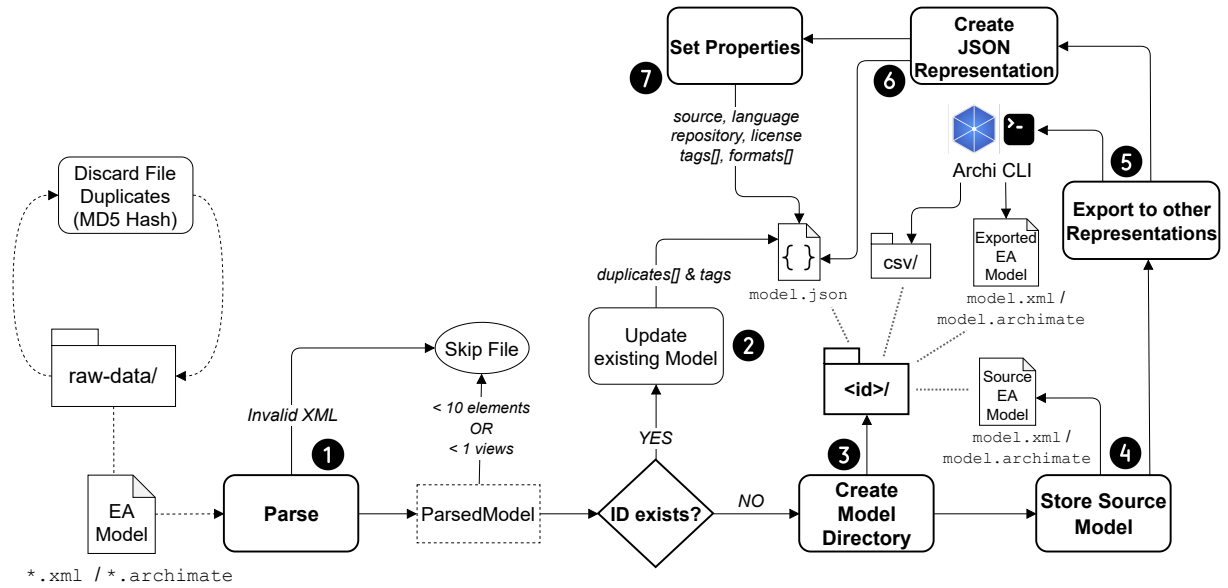 Discard File
Duplicates
(MD5 Hash)
raw-data/
EA
Model
*.xml / *.archimate
1
Parse
Invalid XML
Skip File
< 10 elements
OR
< 1 views
ParsedModel
ID exists?
YES
NO
2
Update
existing Model
duplicates[] & tags
3
Create
Model
Directory
<id>/
4
Store Source
Model
Source
EA
Model
model.xml /
model.archimate
5
Export to other
Representations
>-
Archi CLI
csv/
Exported
EA
Model
model.xml /
model.archimate
6
Create
JSON
Representation
7
Set Properties
source, language
repository, license
tags[], formats[]
{ }
model.json